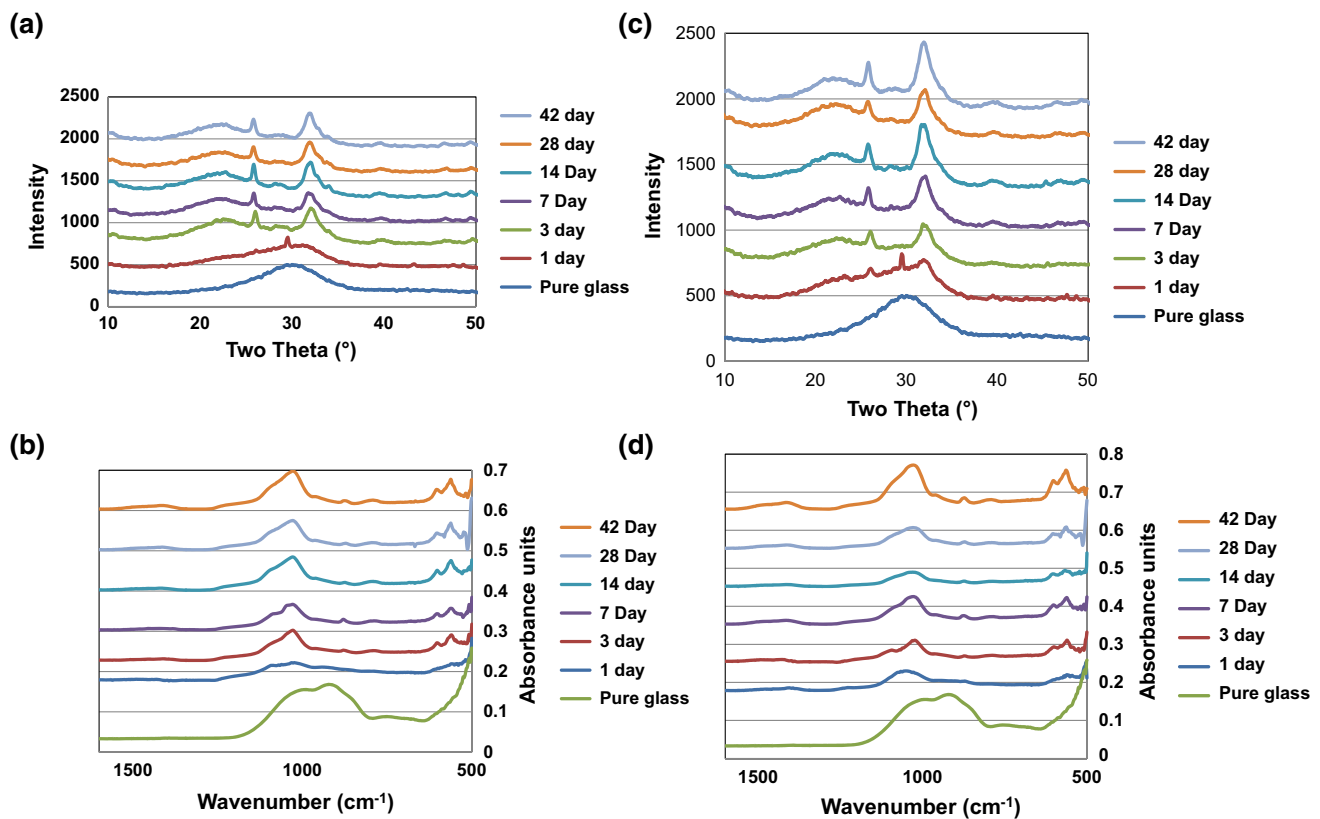 (a)
2500
2000
1500
1000
500
0
10 20 30 40 50
Intensity
Two Theta (°)
42 day
28 day
14 Day
7 Day
3 day
1 day
Pure glass
(c)
2500
2000
1500
1000
500
0
10 20 30 40 50
Intensity
Two Theta (°)
42 day
28 day
14 Day
7 Day
3 day
1 day
Pure glass
(b)
0.7
0.6
0.5
0.4
0.3
0.2
0.1
0
1500 1000 500
Absorbance units
Wavenumber (cm-1)
42 Day
28 Day
14 day
7 Day
3 day
1 day
Pure glass
(d)
0.8
0.7
0.6
0.5
0.4
0.3
0.2
0.1
0
1500 1000 500
Absorbance units
Wavenumber (cm-1)
42 Day
28 Day
14 day
7 Day
3 day
1 day
Pure glass